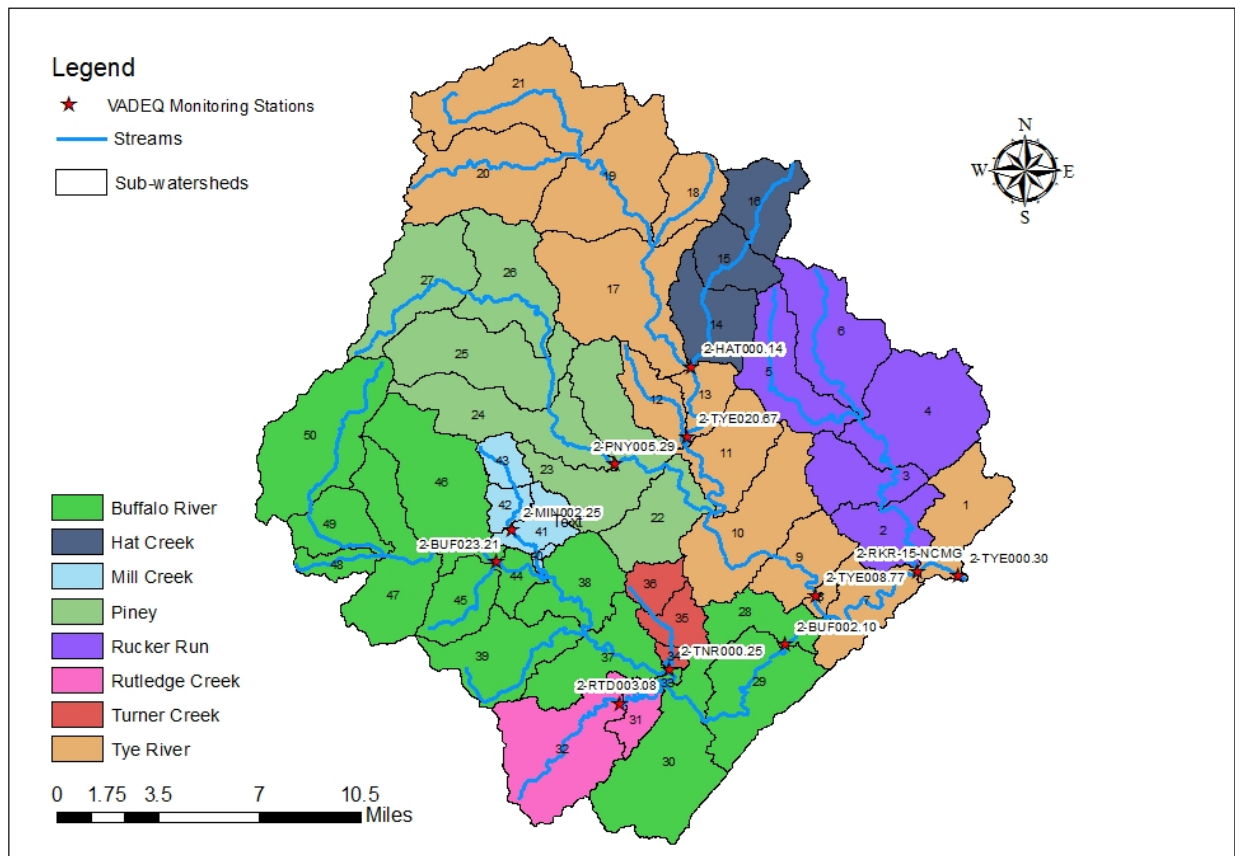 Legend
VADEQ Monitoring Stations
Streams
Sub-watersheds
N
W E
S
21
20
19
18
16
15
14
17
27
26
25
24
23
22
6
5
4
3
2
1
2-HAT000.14
13
12
2-TYE020.67
11
2-PNY005.29
10
9
50
49
48
47
46
45
44
43
42
41
2-MIN002.25
Text
2-BUF023.21
38
39
37
36
35
34
33
28
2-RKR-15-NCMG
2-TYE000.30
2-TYE008.77
7
2-BUF002.10
2-TNR000.25
2-RTD003.08
29
30
31
32
Buffalo River
Hat Creek
Mill Creek
Piney
Rucker Run
Rutledge Creek
Turner Creek
Tye River
0 1.75 3.5 7 10.5
Miles